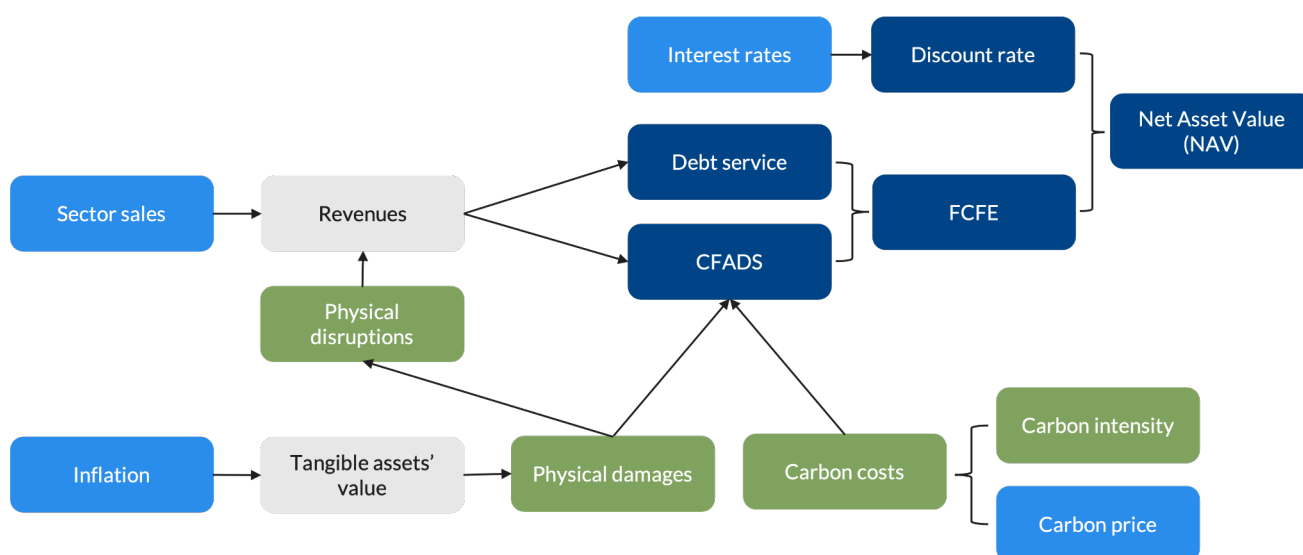 Interest rates
Discount rate
Net Asset Value
(NAV)
Debt service
Sector sales
Revenues
FCFE
CFADS
Physical
disruptions
Carbon intensity
Inflation
Tangible assets’
value
Physical damages
Carbon costs
Carbon price